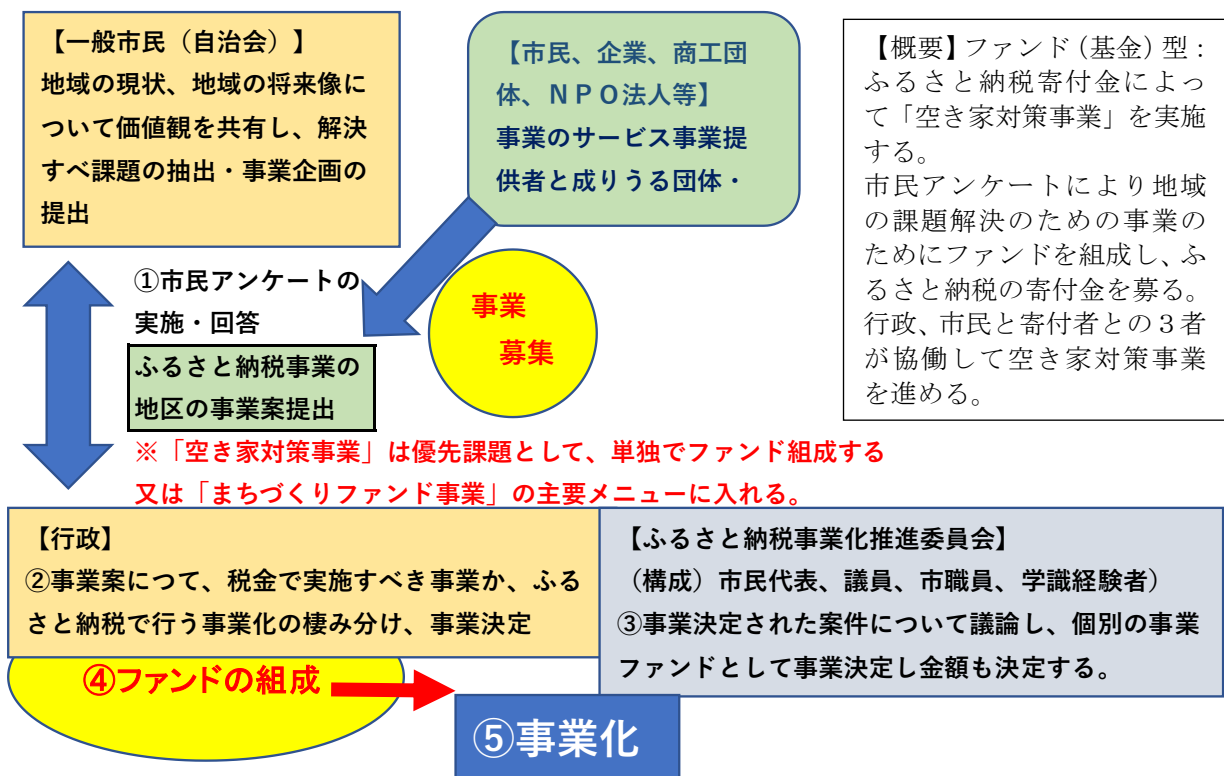 【一般市民（自治会）】
地域の現状、地域の将来像に
ついて価値観を共有し、解決
すべ課題の抽出・事業企画の
提出
【市民、企業、商工団
体、ＮＰＯ法人等】
事業のサービス事業提
供者と成りうる団体・
【概要】ファンド（基金）型：
ふるさと納税寄付金によっ
て「空き家対策事業」を実施
する。
市民アンケートにより地域
の課題解決のための事業の
ためにファンドを組成し、ふ
るさと納税の寄付金を募る。
行政、市民と寄付者との３者
が協働して空き家対策事業
を進める。
①市民アンケートの
実施・回答
ふるさと納税事業の
地区の事業案提出
事業
募集
※「空き家対策事業」は優先課題として、単独でファンド組成する
又は「まちづくりファンド事業」の主要メニューに入れる。
【行政】
②事業案につて、税金で実施すべき事業か、ふる
さと納税で行う事業化の棲み分け、事業決定
【ふるさと納税事業化推進委員会】
（構成）市民代表、議員、市職員、学識経験者）
③事業決定された案件について議論し、個別の事業
ファンドとして事業決定し金額も決定する。
④ファンドの組成
⑤事業化